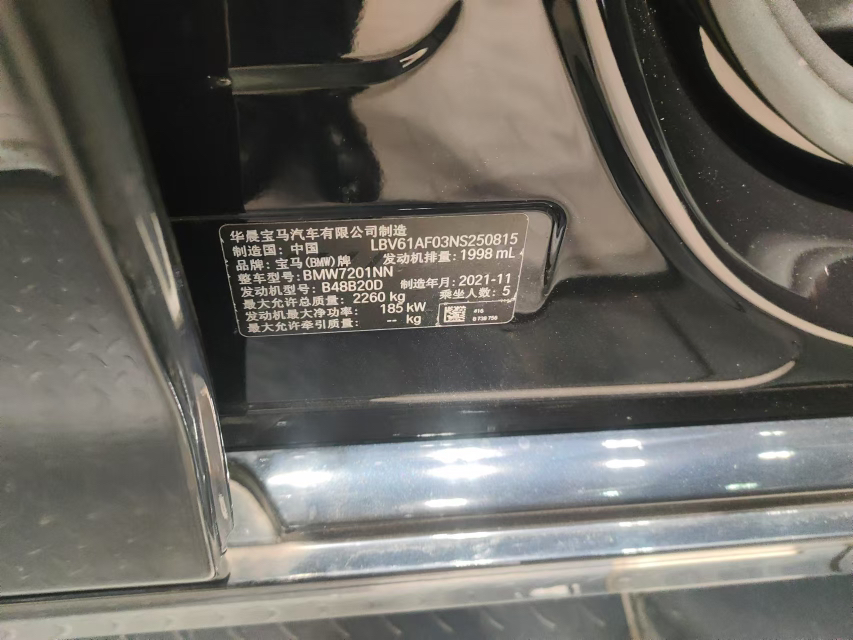 华晨宝马汽车有限公司制造
制造国: 中国 LBV61AF03NS250815
品牌: 宝马(BMW)牌 发动机排量: 1998 mL
整车型号: BMW7201NN
发动机型号: B48B20D 制造年月: 2021-11
最大允许总质量: 2260 kg 乘坐人数: 5
发动机最大净功率: 185 kW
最大允许牵引质量: -- kg
#16